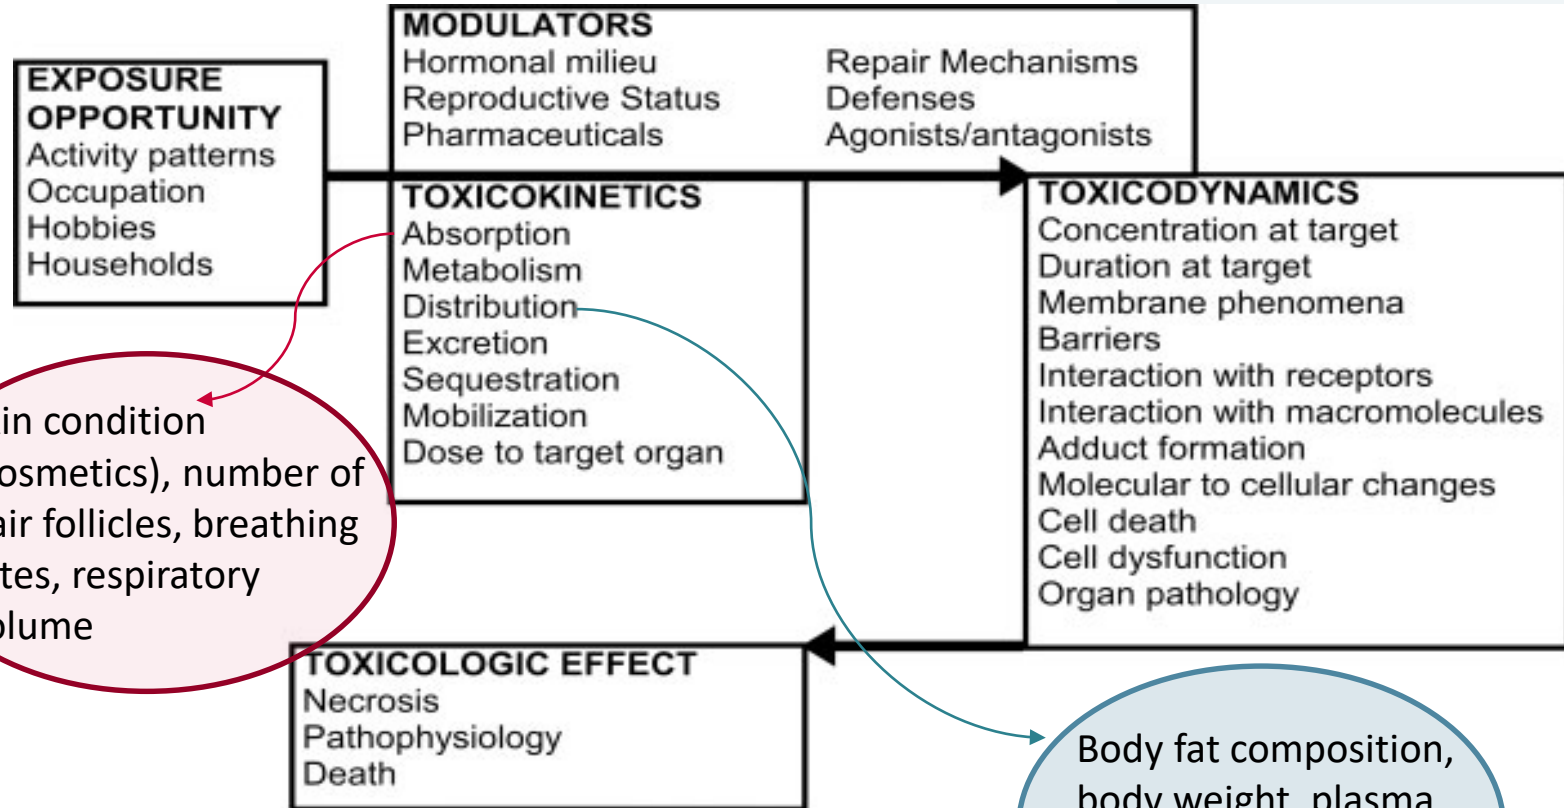 MODULATORS
Hormonal milieu
Reproductive Status
Pharmaceuticals
Repair Mechanisms
Defenses
Agonists/antagonists
EXPOSURE
OPPORTUNITY
Activity patterns
Occupation
Hobbies
Households
TOXICOKINETICS
Absorption
Metabolism
Distribution
Excretion
Sequestration
Mobilization
Dose to target organ
TOXICODYNAMICS
Concentration at target
Duration at target
Membrane phenomena
Barriers
Interaction with receptors
Interaction with macromolecules
Adduct formation
Molecular to cellular changes
Cell death
Cell dysfunction
Organ pathology
in condition
osmetics), number of
air follicles, breathing
tes, respiratory
olume
TOXICOLOGIC EFFECT
Necrosis
Pathophysiology
Death
Body fat composition,
body weight, plasma